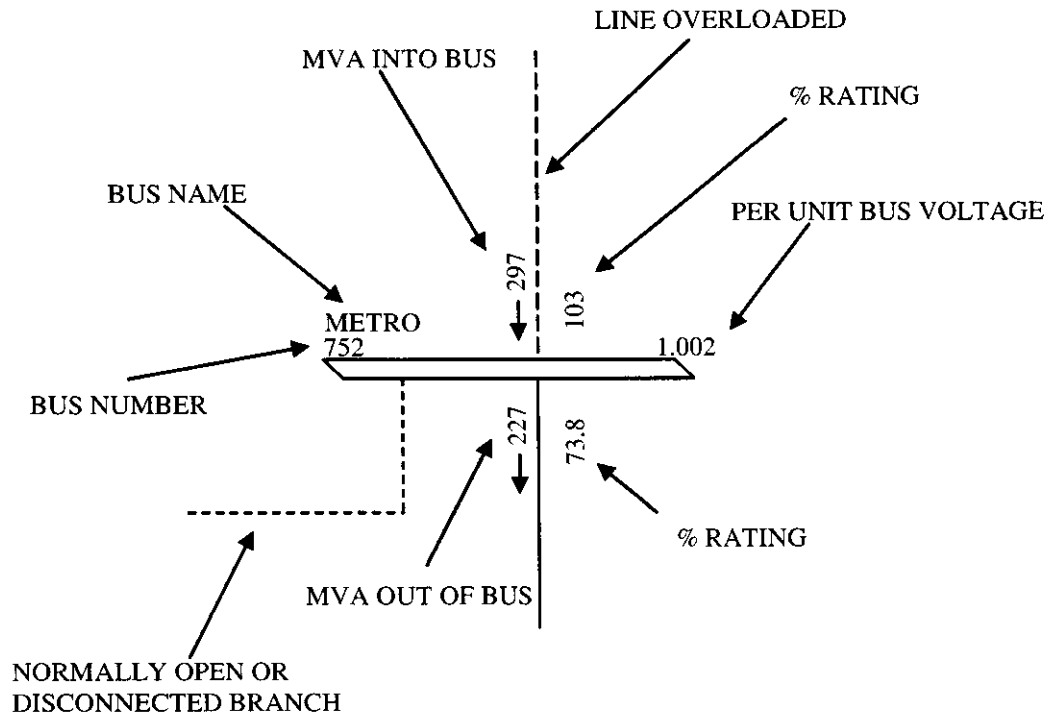 LINE OVERLOADED
MVA INTO BUS
% RATING
BUS NAME
PER UNIT BUS VOLTAGE
297
103
METRO
752
1.002
BUS NUMBER
227
73.8
% RATING
MVA OUT OF BUS
NORMALLY OPEN OR
DISCONNECTED BRANCH